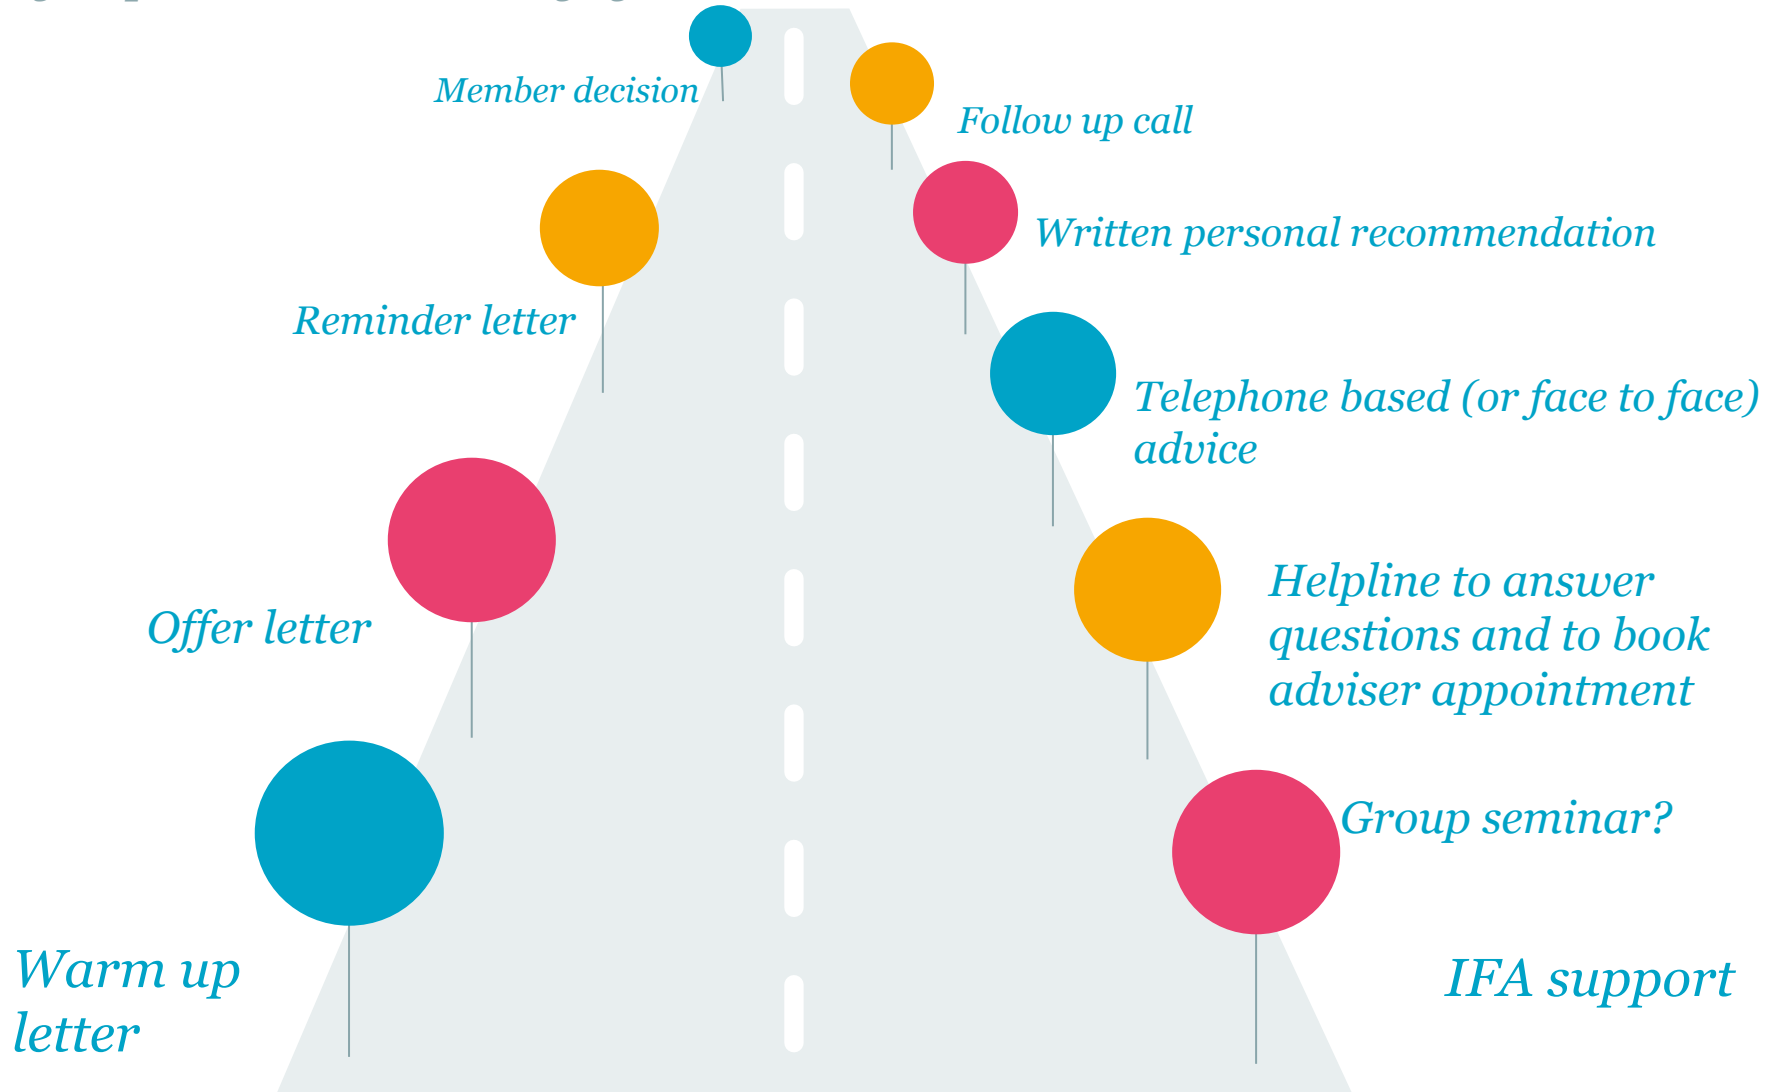 Member decision
Follow up call
Written personal recommendation
Reminder letter
Telephone based (or face to face)
advice
Offer letter
Helpline to answer
questions and to book
adviser appointment
Group seminar?
Warm up
letter
IFA support